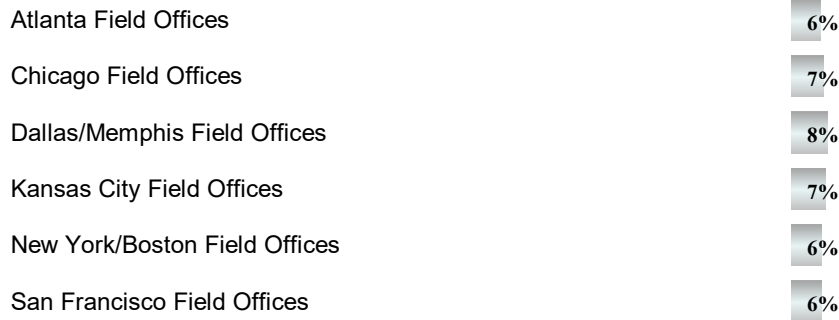 Atlanta Field Offices 6%
Chicago Field Offices 7%
Dallas/Memphis Field Offices 8%
Kansas City Field Offices 7%
New York/Boston Field Offices 6%
San Francisco Field Offices 6%